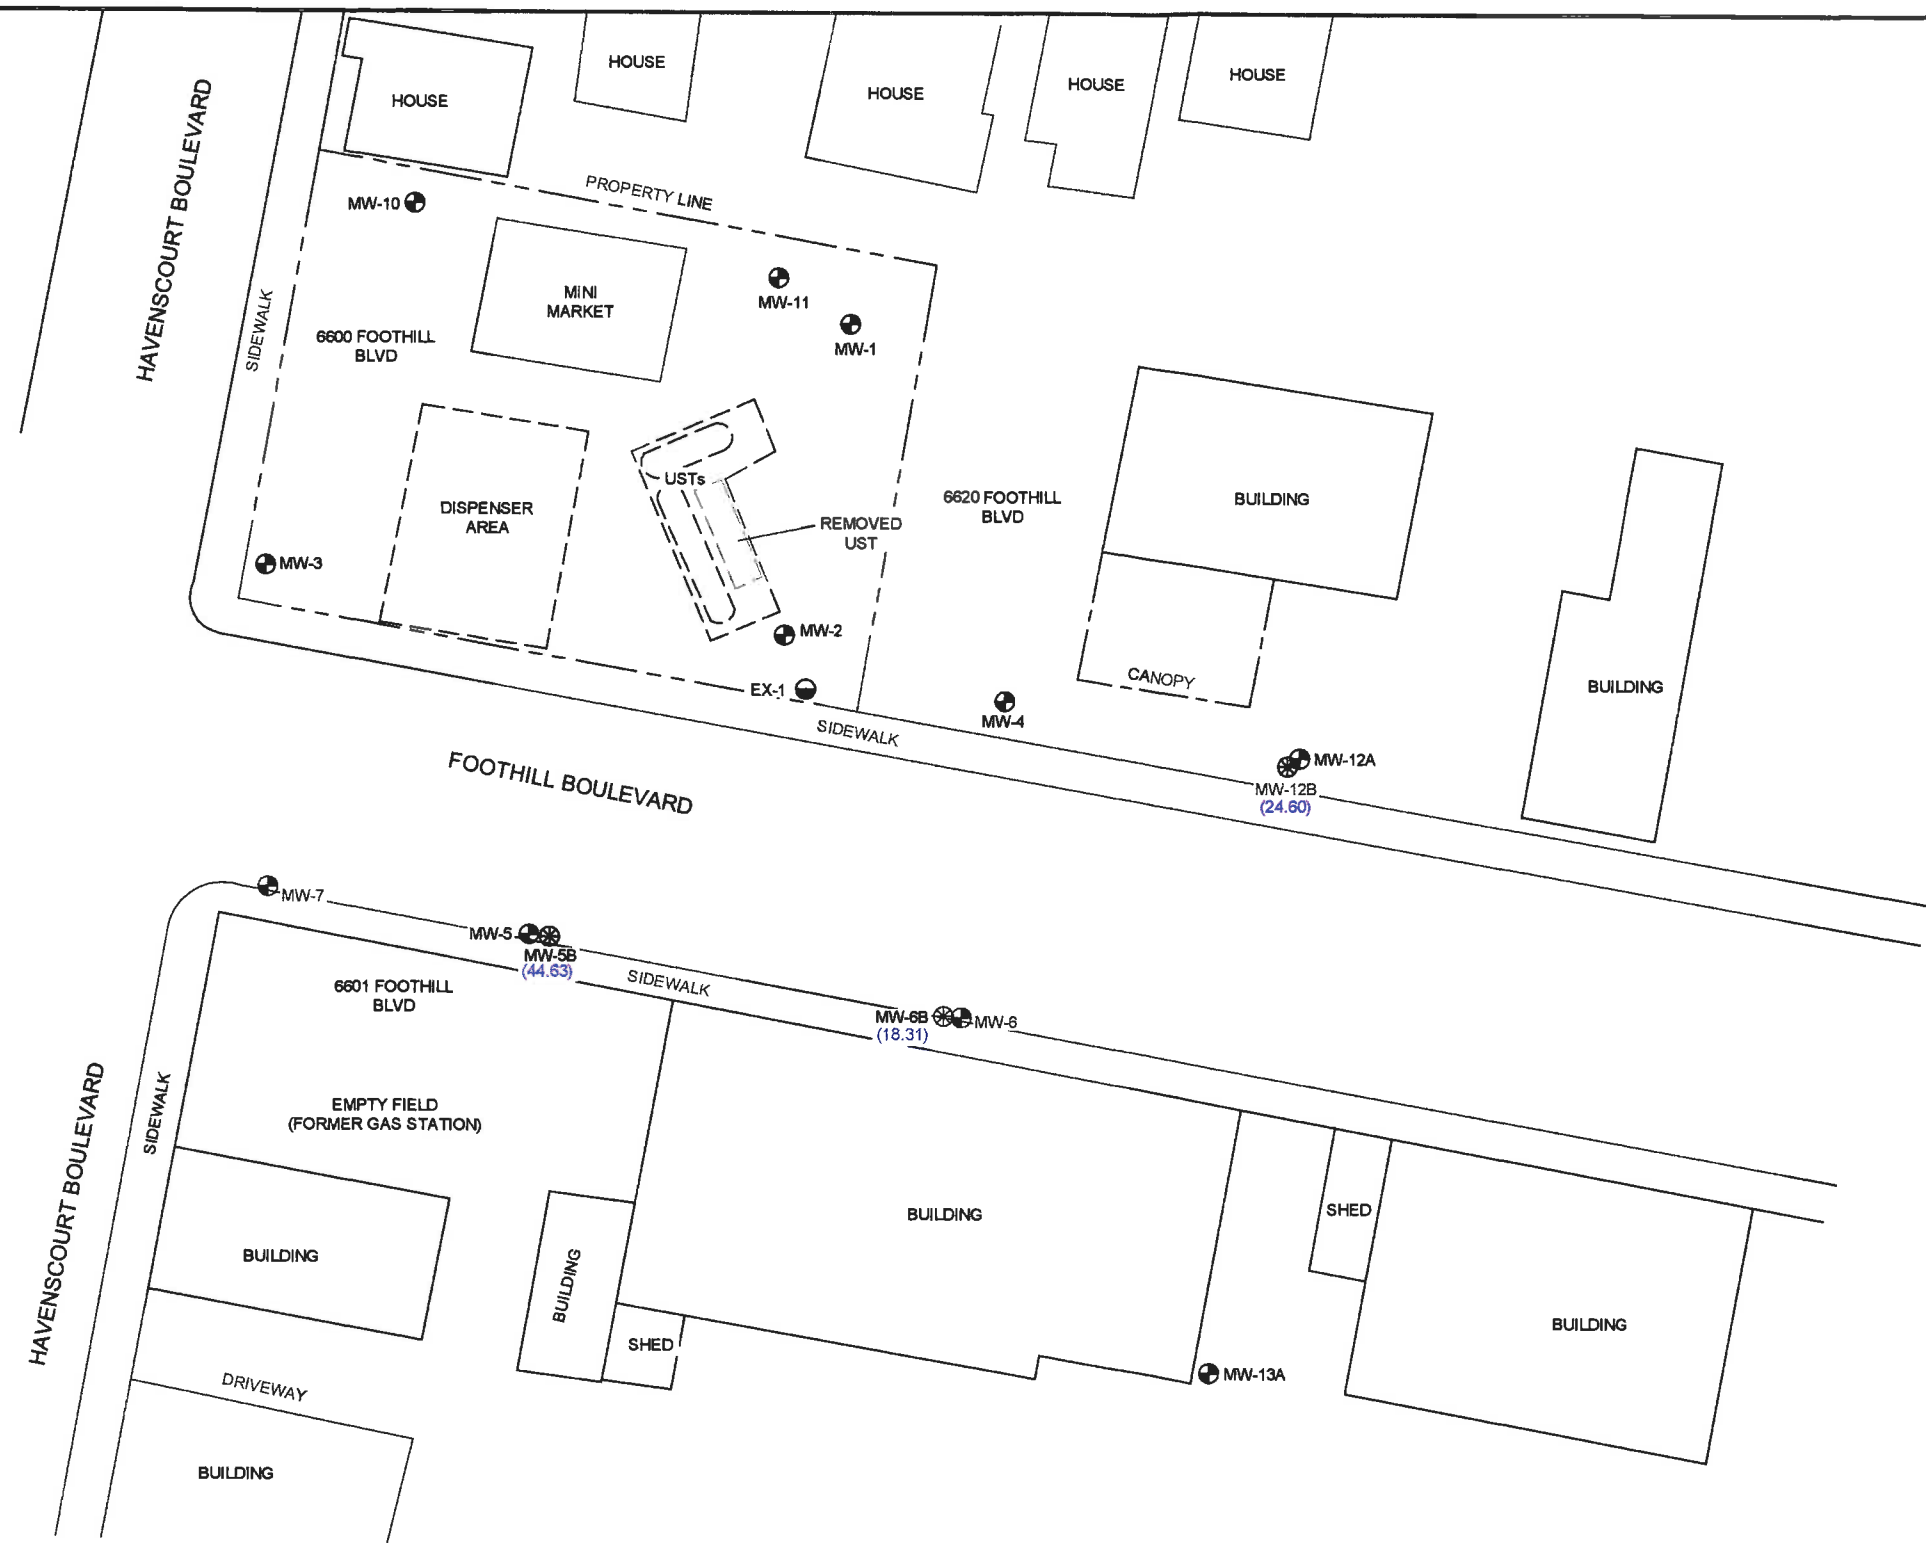 HOUSE
HOUSE
HOUSE
HOUSE
HOUSE
HAVENSCOURT BOULEVARD
SIDEWALK
PROPERTY LINE
MW-10
MINI
MARKET
MW-11
MW-1
6600 FOOTHILL
BLVD
DISPENSER
AREA
USTs
REMOVED
UST
6620 FOOTHILL
BLVD
BUILDING
MW-3
MW-2
EX-1
CANOPY
BUILDING
MW-4
SIDEWALK
MW-12A
MW-12B
(24.60)
FOOTHILL BOULEVARD
MW-7
MW-5
MW-5B
(44.63)
SIDEWALK
6601 FOOTHILL
BLVD
MW-6B
MW-6
(18.31)
HAVENSCOURT BOULEVARD
SIDEWALK
EMPTY FIELD
(FORMER GAS STATION)
BUILDING
BUILDING
BUILDING
SHED
SHED
BUILDING
MW-13A
DRIVEWAY
BUILDING